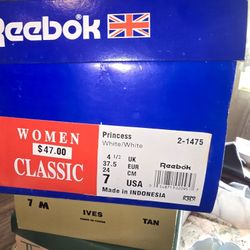 Reebok
WOMEN
$47.00
CLASSIC
Princess
2-1475
White/White
4 1/2 UK
37.5 EUR
24 CM
7 USA
Reebok
Made in INDONESIA
7 M IVES TAN